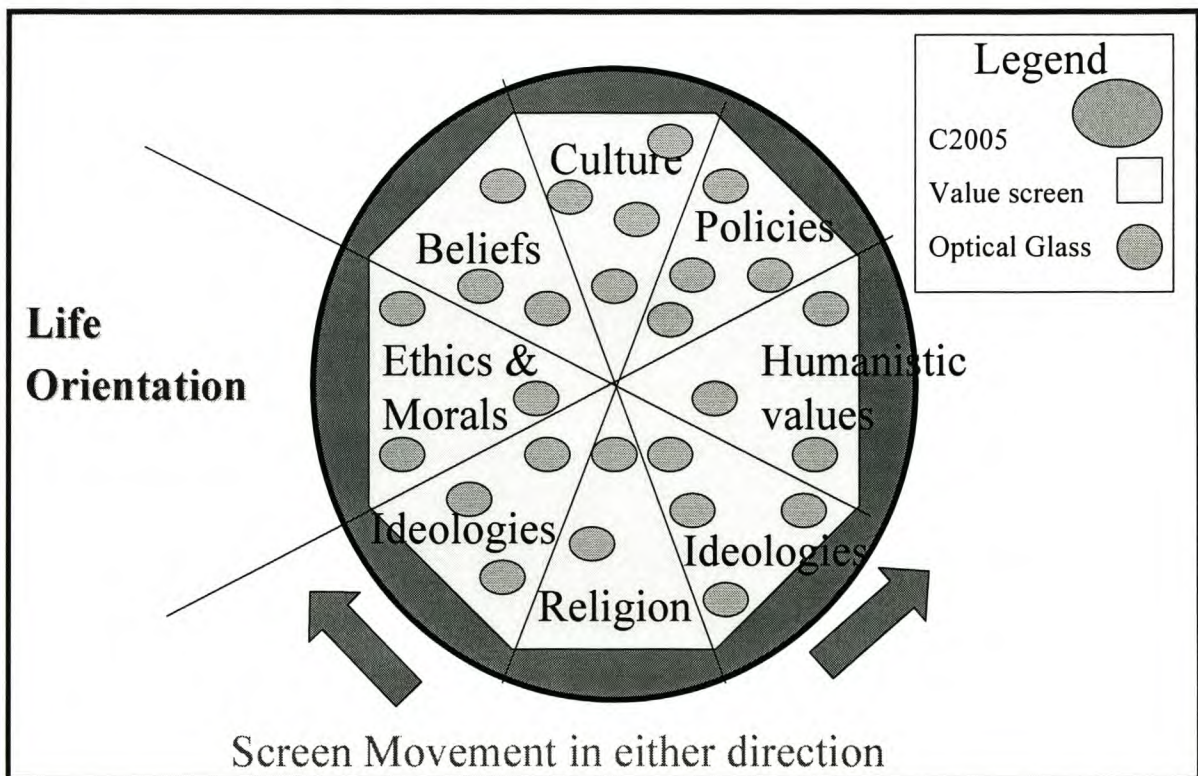 Legend
C2005
Value screen
Optical Glass
Culture
Policies
Beliefs
Life
Orientation
Ethics &
Morals
Humanistic
values
Ideologies
Ideologies
Religion
Screen Movement in either direction